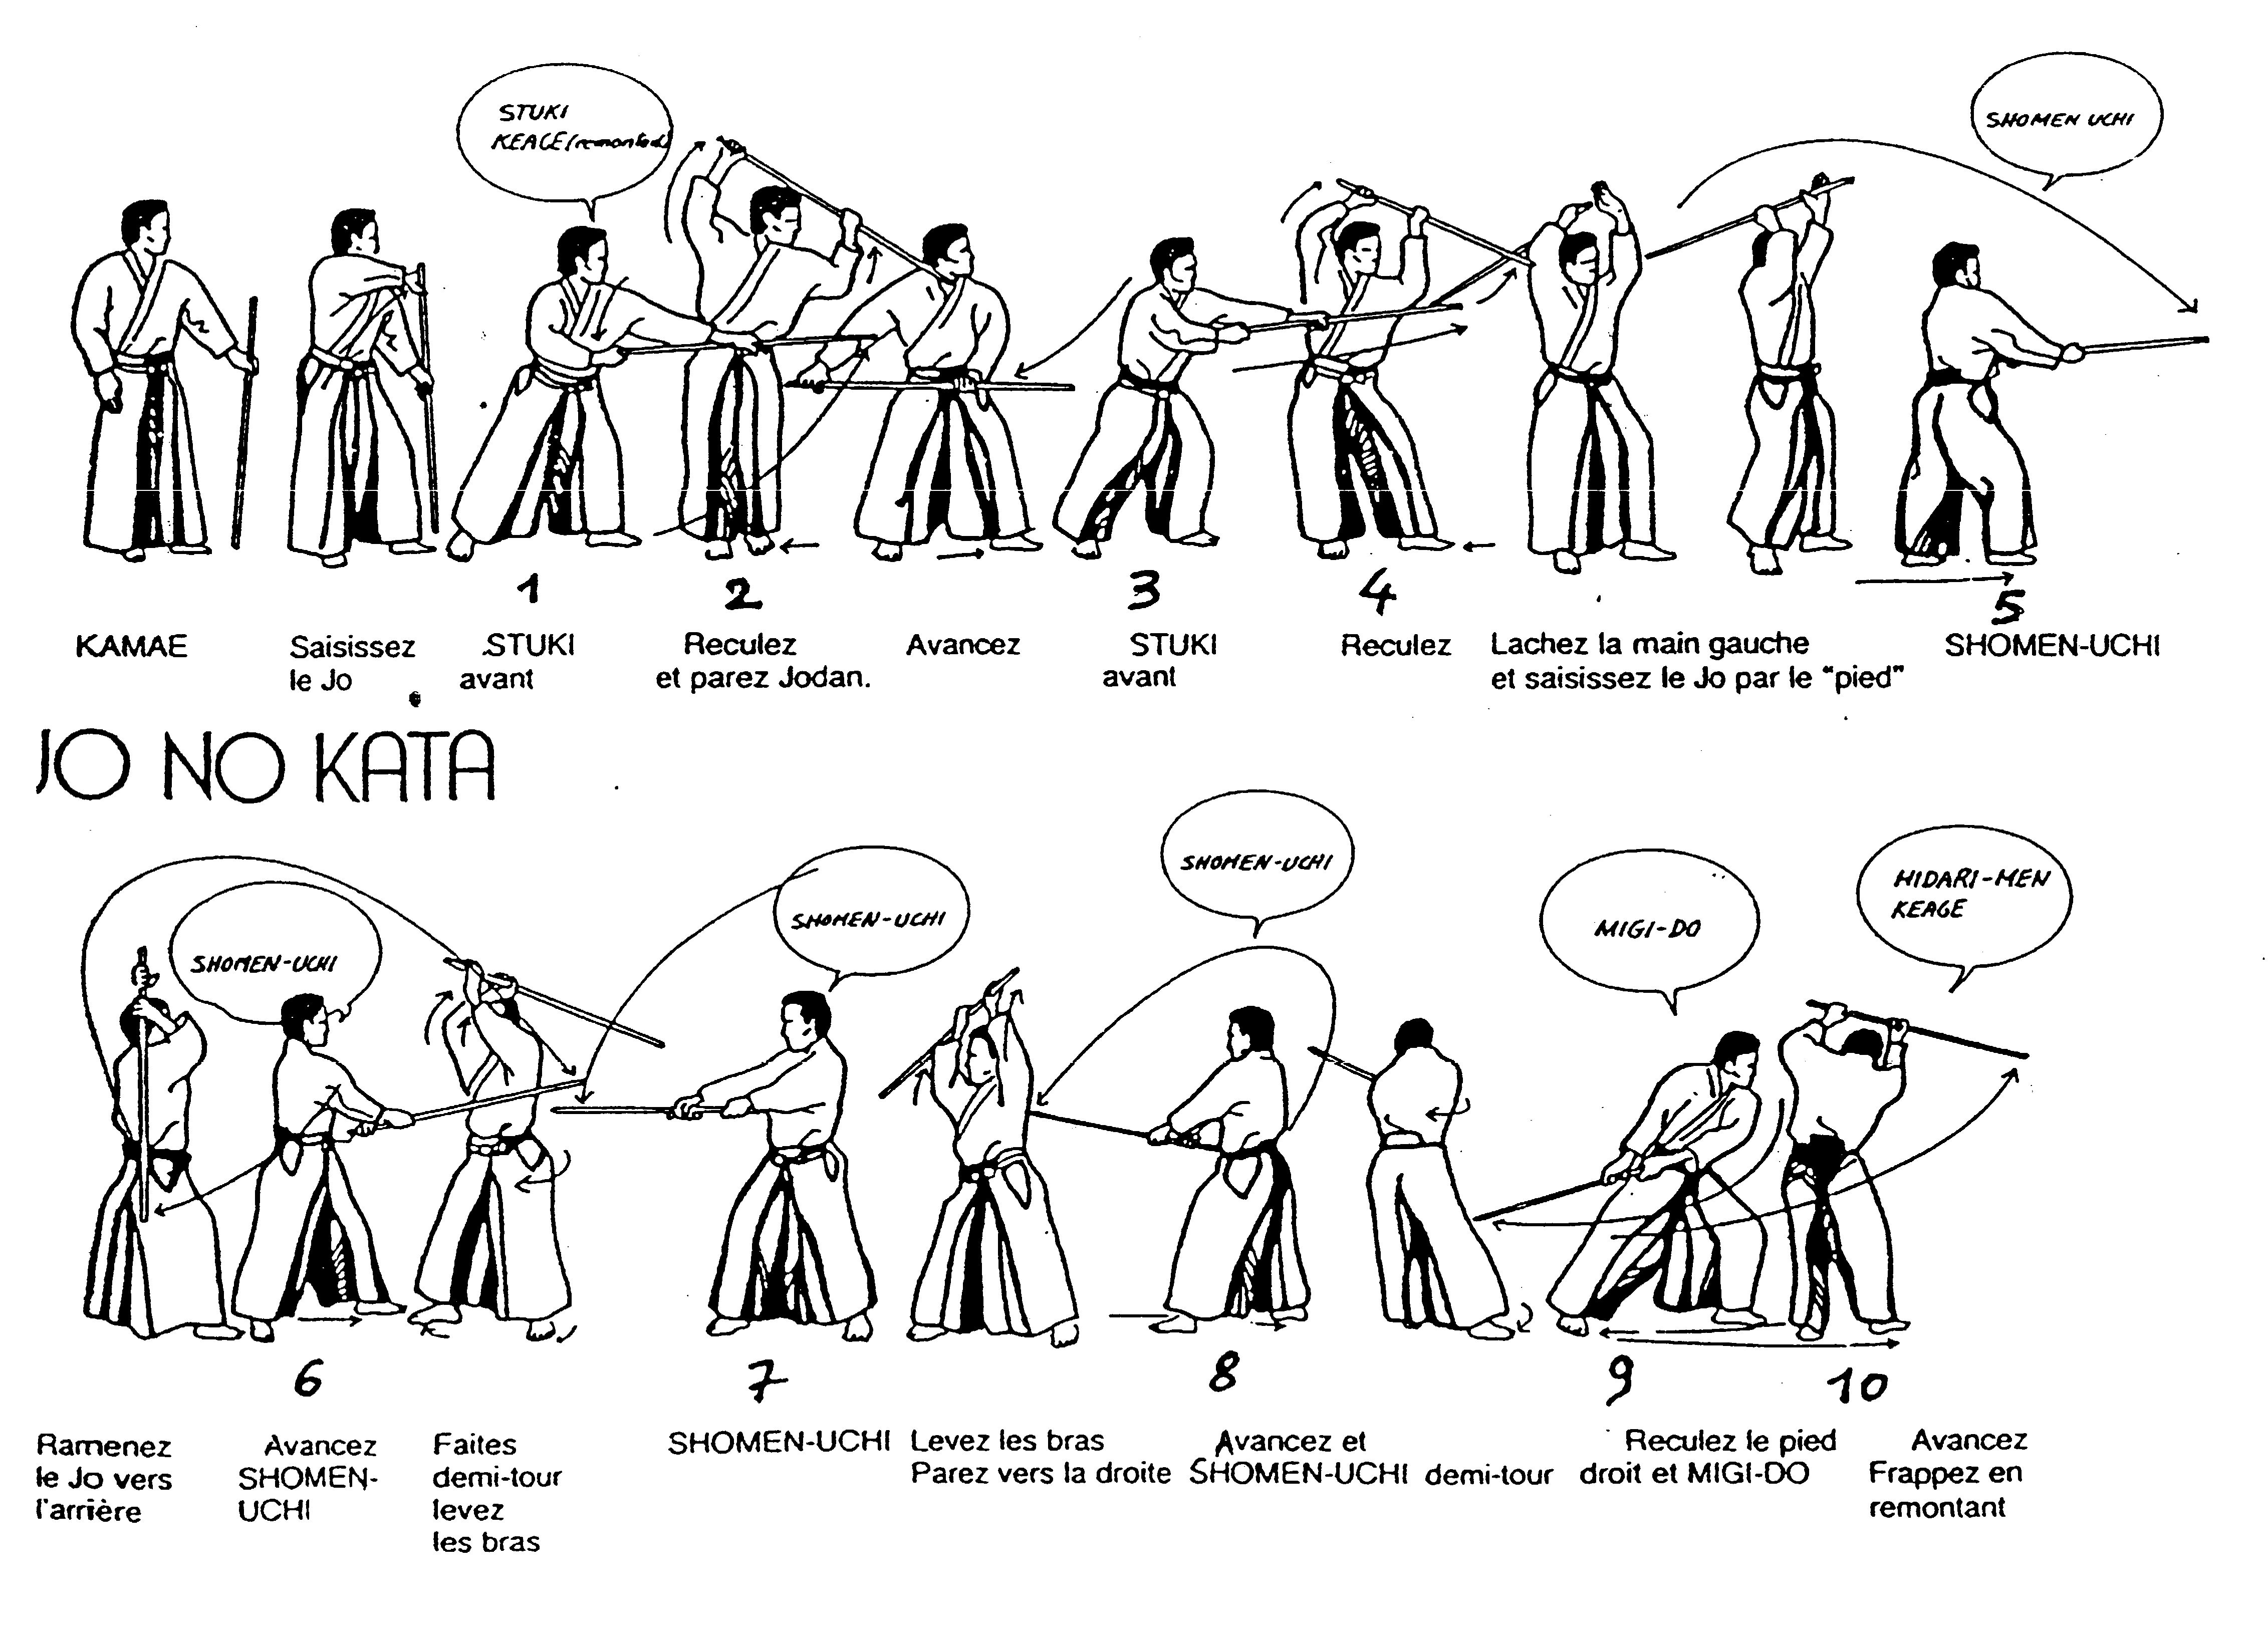 STUKI
KEAGE (remontant)
SHOMEN UCHI
1
2
3
4
5
KAMAE
Saisissez
le Jo
STUKI
avant
Reculez
et parez Jodan.
Avancez
STUKI
avant
Reculez
Lachez la main gauche
et saisissez le Jo par le "pied"
SHOMEN-UCHI
JO NO KATA
SHOMEN-UCHI
SHOMEN-UCHI
SHOMEN-UCHI
MIGI-DO
HIDARI-MEN
KEAGE
6
7
8
9
10
Ramenez
le Jo vers
l'arrière
Avancez
SHOMEN-
UCHI
Faites
demi-tour
levez
les bras
SHOMEN-UCHI
Levez les bras
Parez vers la droite
Avancez et
SHOMEN-UCHI
demi-tour
Reculez le pied
droit et MIGI-DO
Avancez
Frappez en
remontant